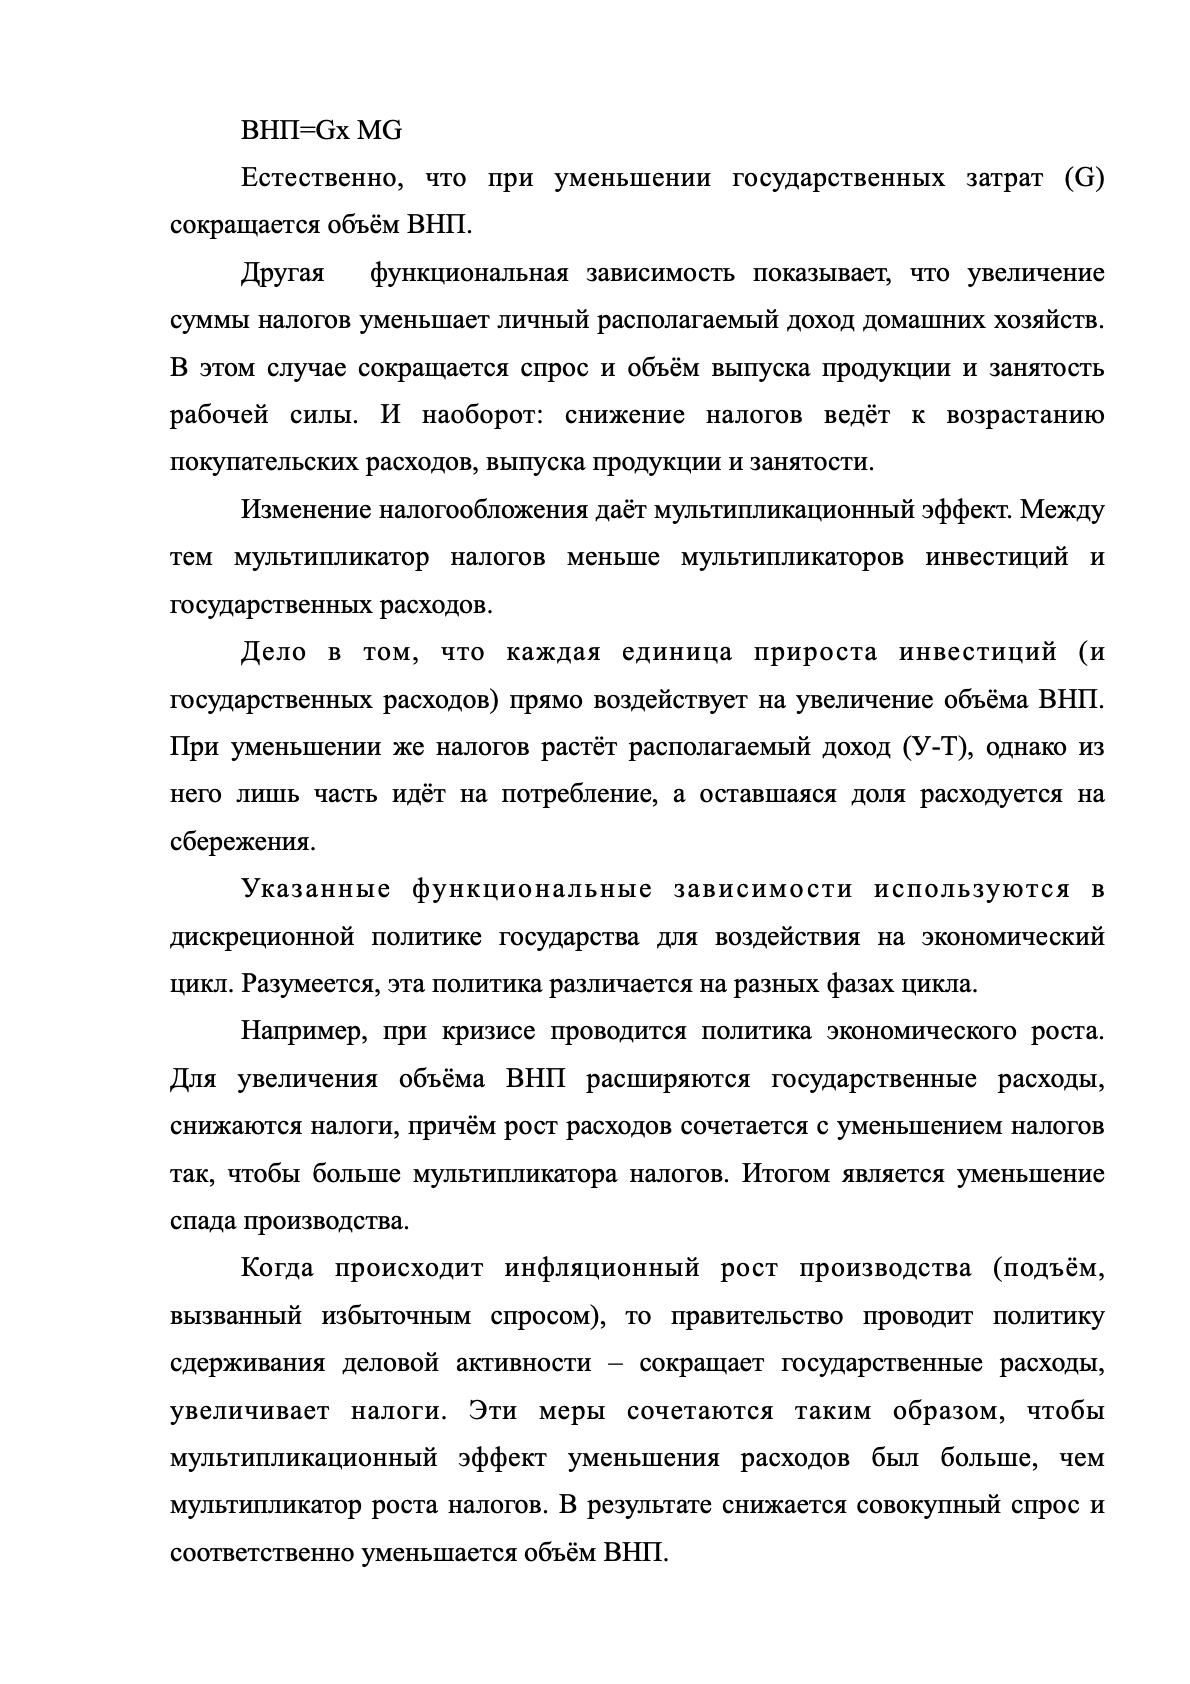 ВНП=Gx MG
Естественно, что при уменьшении государственных затрат (G)
сокращается объём ВНП.
Другая функциональная зависимость показывает, что увеличение
суммы налогов уменьшает личный располагаемый доход домашних хозяйств.
В этом случае сокращается спрос и объём выпуска продукции и занятость
рабочей силы. И наоборот: снижение налогов ведёт к возрастанию
покупательских расходов, выпуска продукции и занятости.
Изменение налогообложения даёт мультипликационный эффект. Между
тем мультипликатор налогов меньше мультипликаторов инвестиций и
государственных расходов.
Дело в том, что каждая единица прироста инвестиций (и
государственных расходов) прямо воздействует на увеличение объёма ВНП.
При уменьшении же налогов растёт располагаемый доход (У-Т), однако из
него лишь часть идёт на потребление, а оставшаяся доля расходуется на
сбережения.
Указанные функциональные зависимости используются в
дискреционной политике государства для воздействия на экономический
цикл. Разумеется, эта политика различается на разных фазах цикла.
Например, при кризисе проводится политика экономического роста.
Для увеличения объёма ВНП расширяются государственные расходы,
снижаются налоги, причём рост расходов сочетается с уменьшением налогов
так, чтобы больше мультипликатора налогов. Итогом является уменьшение
спада производства.
Когда происходит инфляционный рост производства (подъём,
вызванный избыточным спросом), то правительство проводит политику
сдерживания деловой активности – сокращает государственные расходы,
увеличивает налоги. Эти меры сочетаются таким образом, чтобы
мультипликационный эффект уменьшения расходов был больше, чем
мультипликатор роста налогов. В результате снижается совокупный спрос и
соответственно уменьшается объём ВНП.